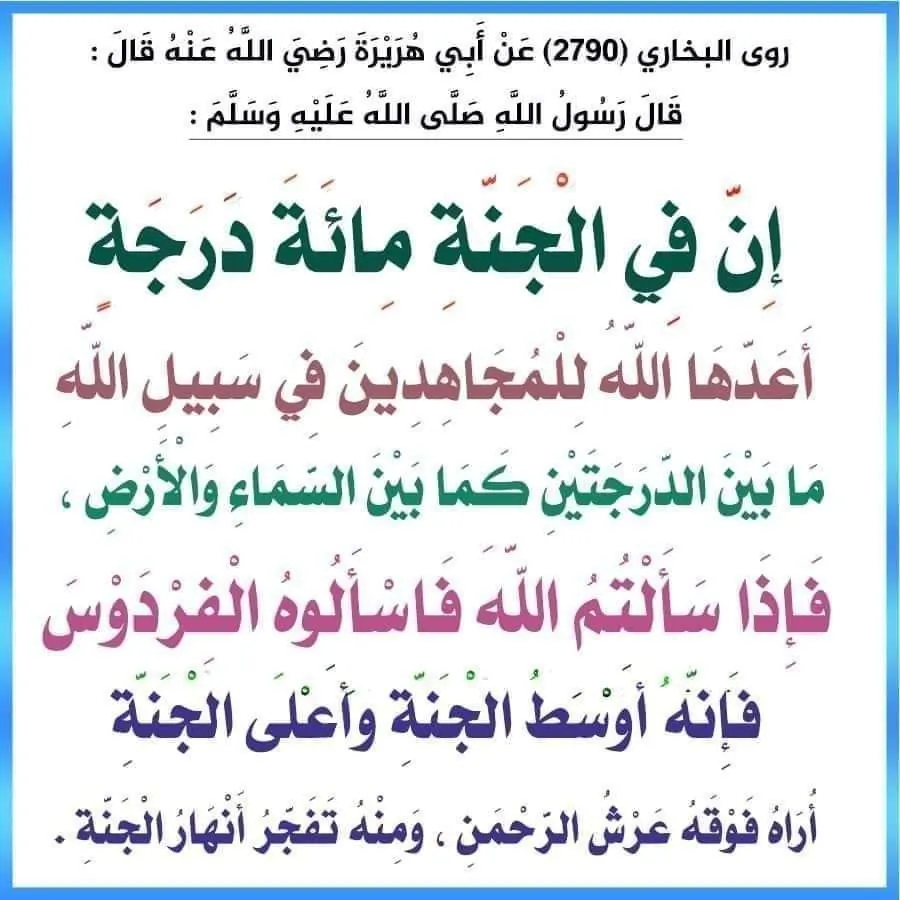 روى البخاري (2790) عَنْ أَبِي هُرَيْرَةَ رَضِيَ اللَّهُ عَنْهُ قَالَ :
قَالَ رَسُولُ اللَّهِ صَلَّى اللَّهُ عَلَيْهِ وَسَلَّمَ :
إِنَّ فِي الْجَنَّةِ مِائَةَ دَرَجَةٍ
أَعَدَّهَا اللَّهُ لِلْمُجَاهِدِينَ فِي سَبِيلِ اللَّهِ
مَا بَيْنَ الدَّرَجَتَيْنِ كَمَا بَيْنَ السَّمَاءِ وَالْأَرْضِ ،
فَإِذَا سَأَلْتُمُ اللَّهَ فَاسْأَلُوهُ الْفِرْدَوْسَ
فَإِنَّهُ أَوْسَطُ الْجَنَّةِ وَأَعْلَى الْجَنَّةِ
أُرَاهُ فَوْقَهُ عَرْشُ الرَّحْمَنِ ، وَمِنْهُ تَفَجَّرُ أَنْهَارُ الْجَنَّةِ .